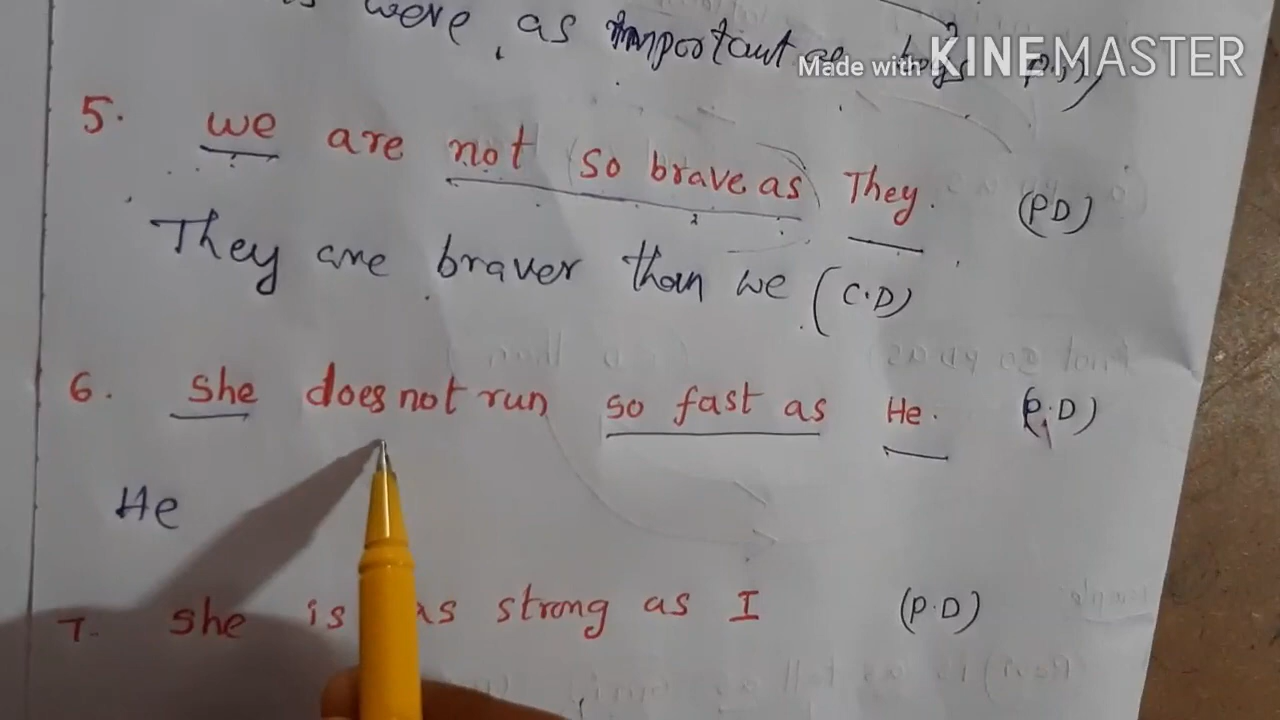 were as important as boys
Made with KINEMASTER
5. we are not so brave as They. (PD)
They are braver than we (C.D)
6. She does not run so fast as He. (P.D)
He
7. She is as strong as I (P.D)